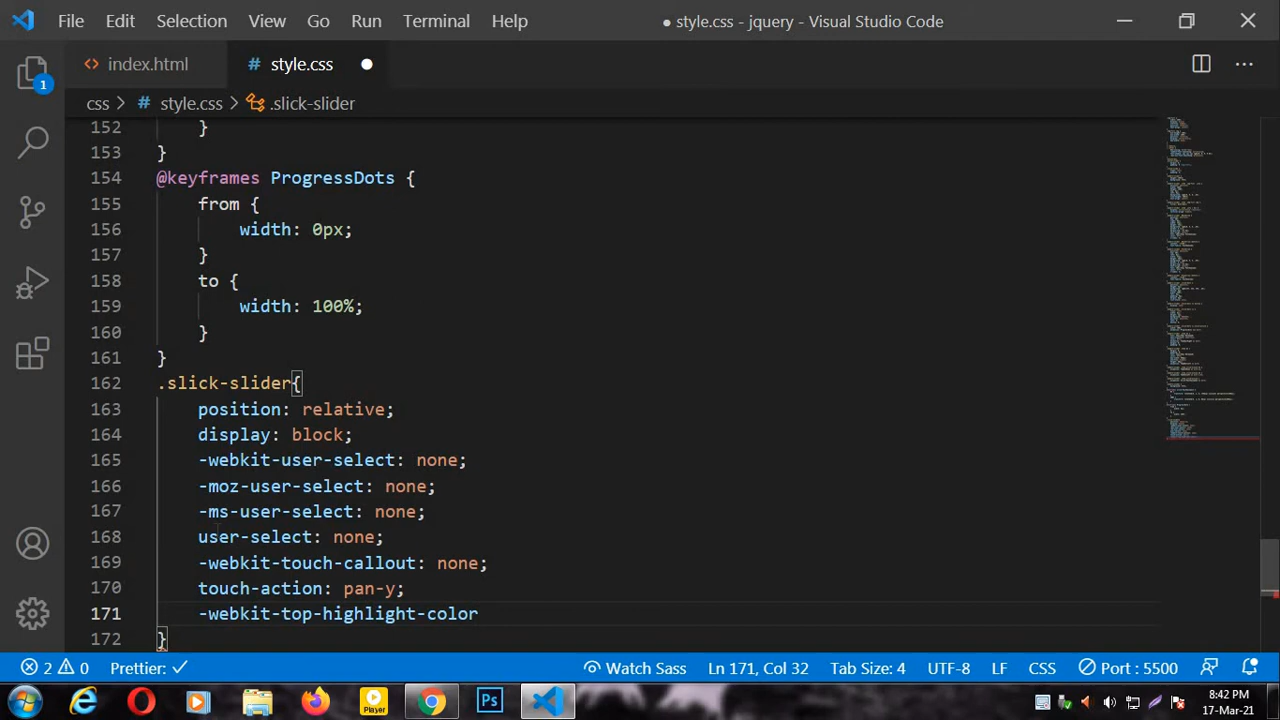 File Edit Selection View Go Run Terminal Help ● style.css - jquery - Visual Studio Code
<> index.html # style.css ●
css > # style.css > .slick-slider
152 }
153 }
154 @keyframes ProgressDots {
155 from {
156 width: 0px;
157 }
158 to {
159 width: 100%;
160 }
161 }
162 .slick-slider{
163 position: relative;
164 display: block;
165 -webkit-user-select: none;
166 -moz-user-select: none;
167 -ms-user-select: none;
168 user-select: none;
169 -webkit-touch-callout: none;
170 touch-action: pan-y;
171 -webkit-top-highlight-color
172 }
1
2 0 Prettier: ✓ Watch Sass Ln 171, Col 32 Tab Size: 4 UTF-8 LF CSS Port : 5500
Player Ps 8:42 PM
17-Mar-21